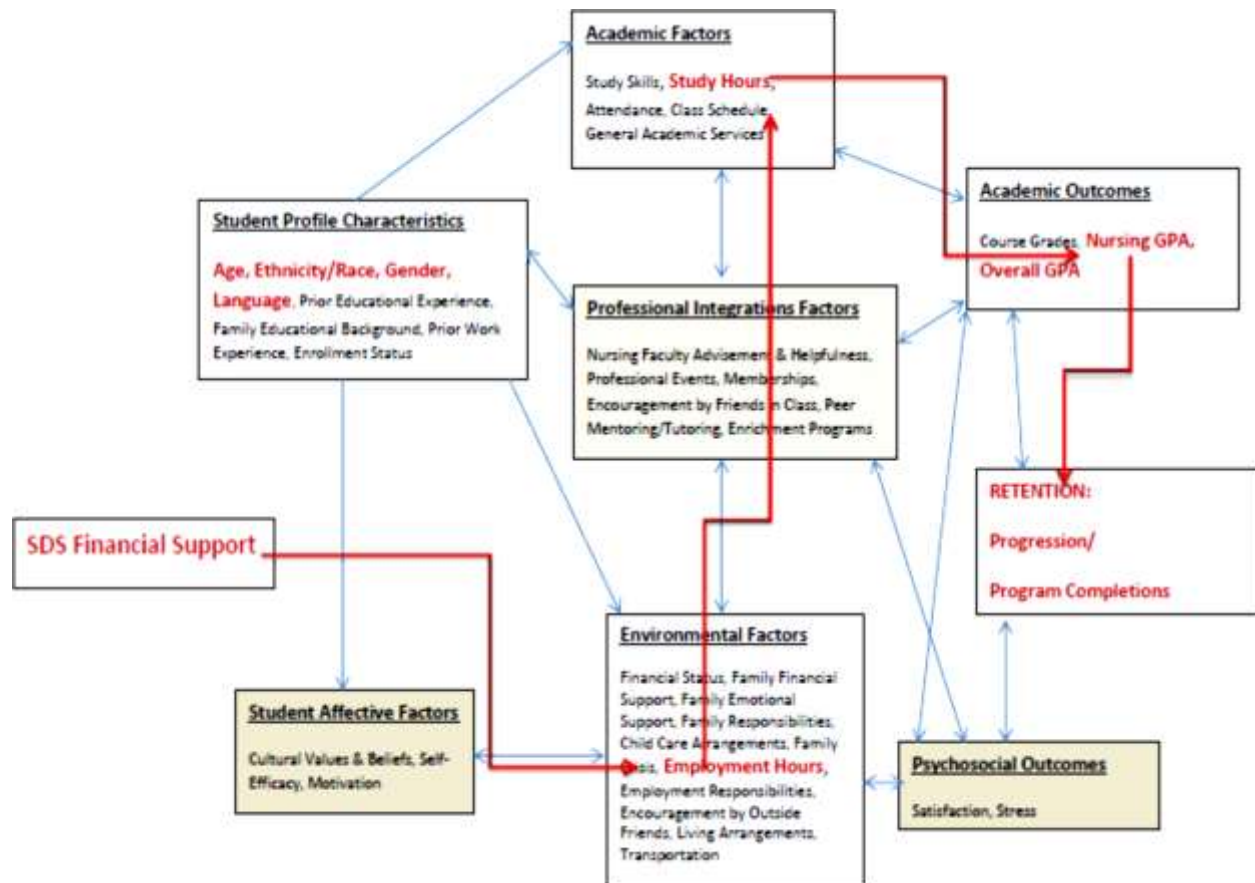 Academic Factors
Study Skills, Study Hours,
Attendance, Class Schedule,
General Academic Services
Student Profile Characteristics
Age, Ethnicity/Race, Gender,
Language, Prior Educational Experience,
Family Educational Background, Prior Work
Experience, Enrollment Status
Academic Outcomes
Course Grades, Nursing GPA,
Overall GPA
Professional Integrations Factors
Nursing Faculty Advisement & Helpfulness,
Professional Events, Memberships,
Encouragement by Friends in Class, Peer
Mentoring/Tutoring, Enrichment Programs
RETENTION:
Progression/
Program Completions
SDS Financial Support
Environmental Factors
Financial Status, Family Financial
Support, Family Emotional
Support, Family Responsibilities,
Child Care Arrangements, Family
Employment Hours,
Employment Responsibilities,
Encouragement by Outside
Friends, Living Arrangements,
Transportation
Student Affective Factors
Cultural Values & Beliefs, Self-
Efficacy, Motivation
Psychosocial Outcomes
Satisfaction, Stress